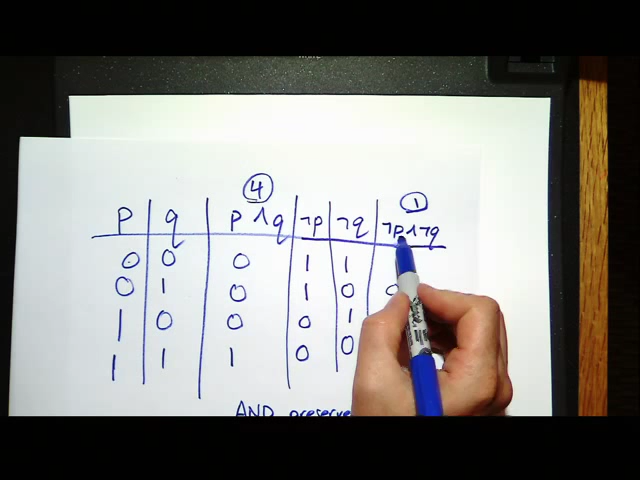 ④ ①
p q p ∧ q ¬p ¬q ¬p∧¬q
0 0 0 1 1
0 1 0 1 0 0
1 0 0 0 1
1 1 1 0 0
AND preserve